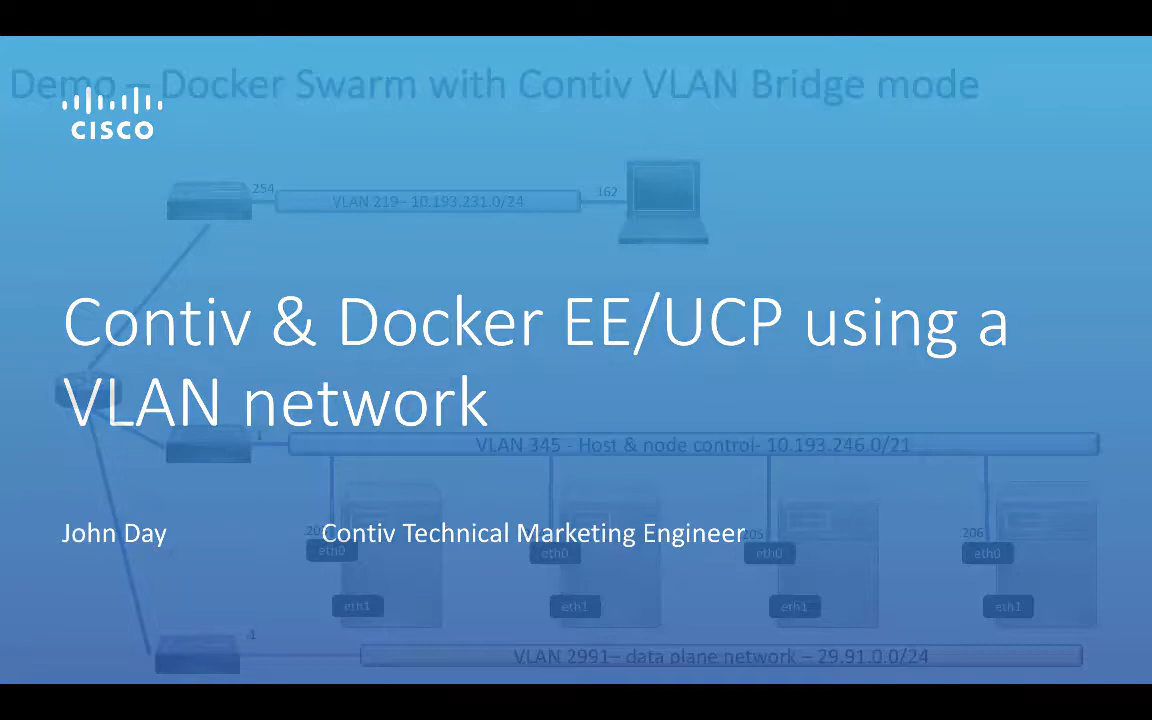 Demo – Docker Swarm with Contiv VLAN Bridge mode
CISCO
.254
VLAN 219– 10.193.231.0/24
.162
Contiv & Docker EE/UCP using a
VLAN network
.1
VLAN 345 - Host & node control- 10.193.246.0/21
John Day
Contiv Technical Marketing Engineer
.205
.206
eth0
eth0
eth0
eth0
eth1
eth1
eth1
eth1
.1
VLAN 2991– data plane network – 29.91.0.0/24